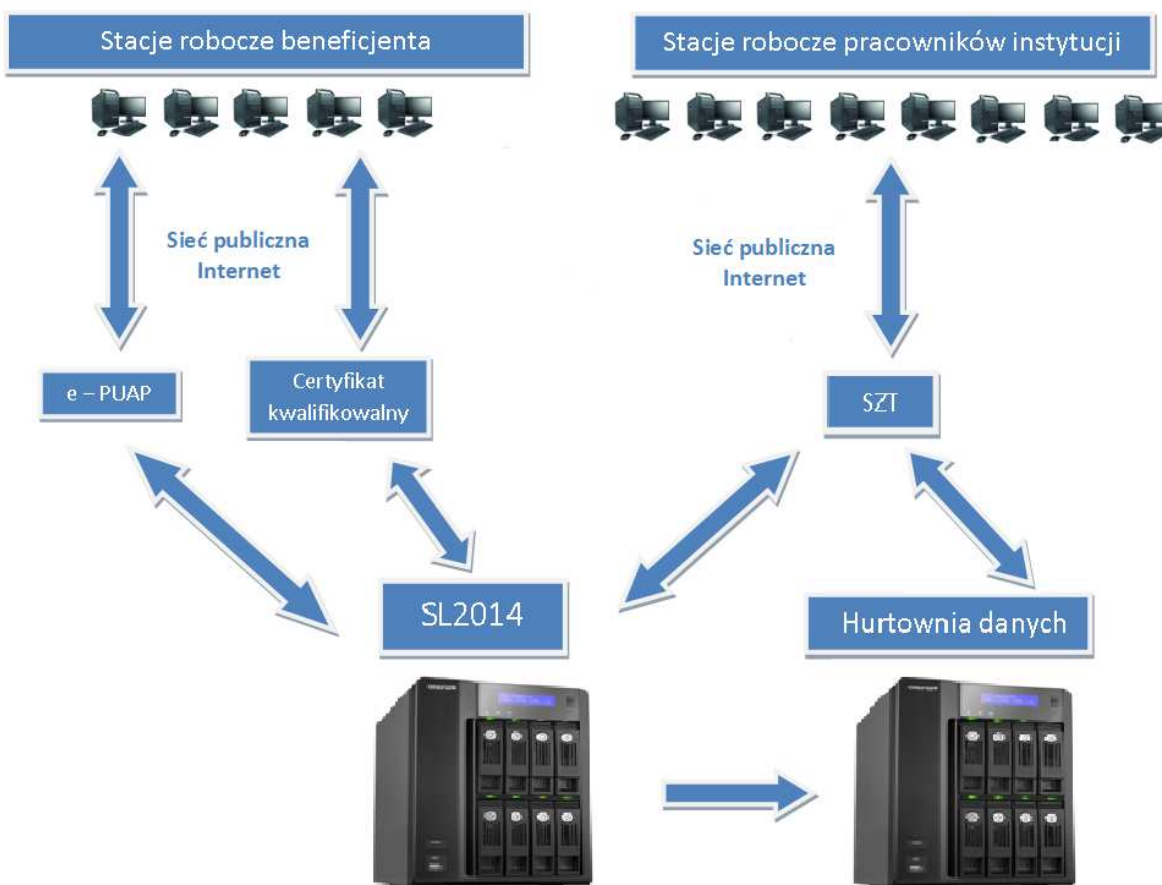 Stacje robocze beneficjenta
Stacje robocze pracowników instytucji
Sieć publiczna
Internet
Sieć publiczna
Internet
e – PUAP
Certyfikat
kwalifikowalny
SZT
SL2014
Hurtownia danych